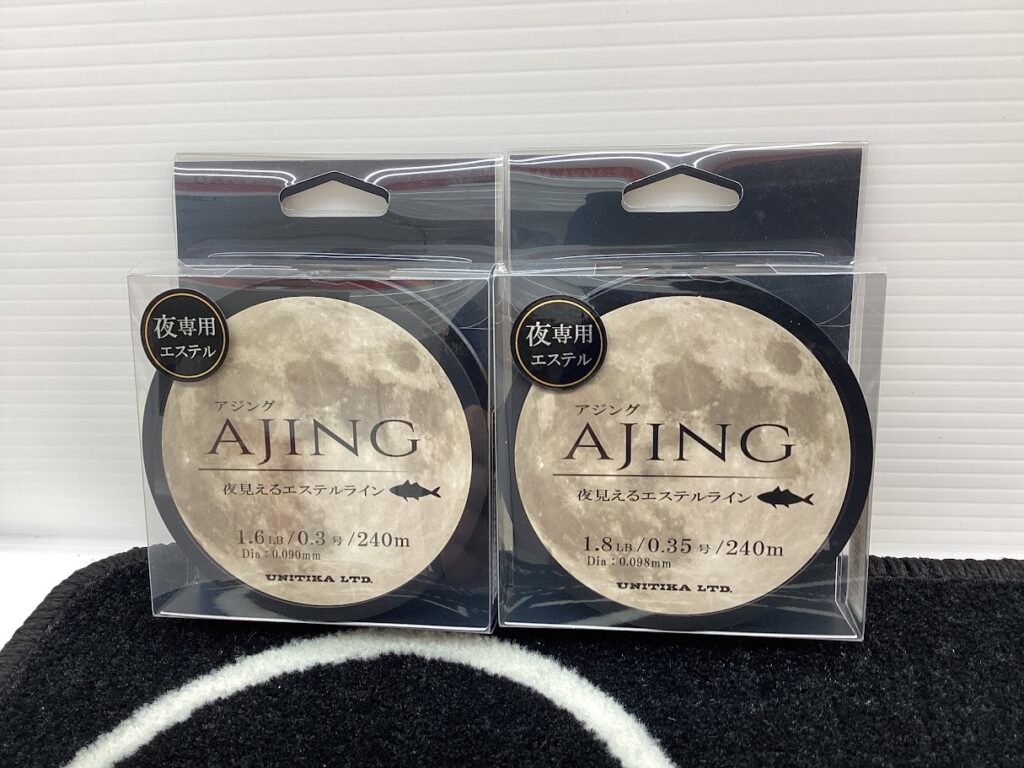 夜専用
エステル
アジング
AJING
夜見えるエステルライン
1.6LB/0.3号/240m
Dia:0.090mm
UNITIKA LTD.
夜専用
エステル
アジング
AJING
夜見えるエステルライン
1.8LB/0.35号/240m
Dia:0.098mm
UNITIKA LTD.